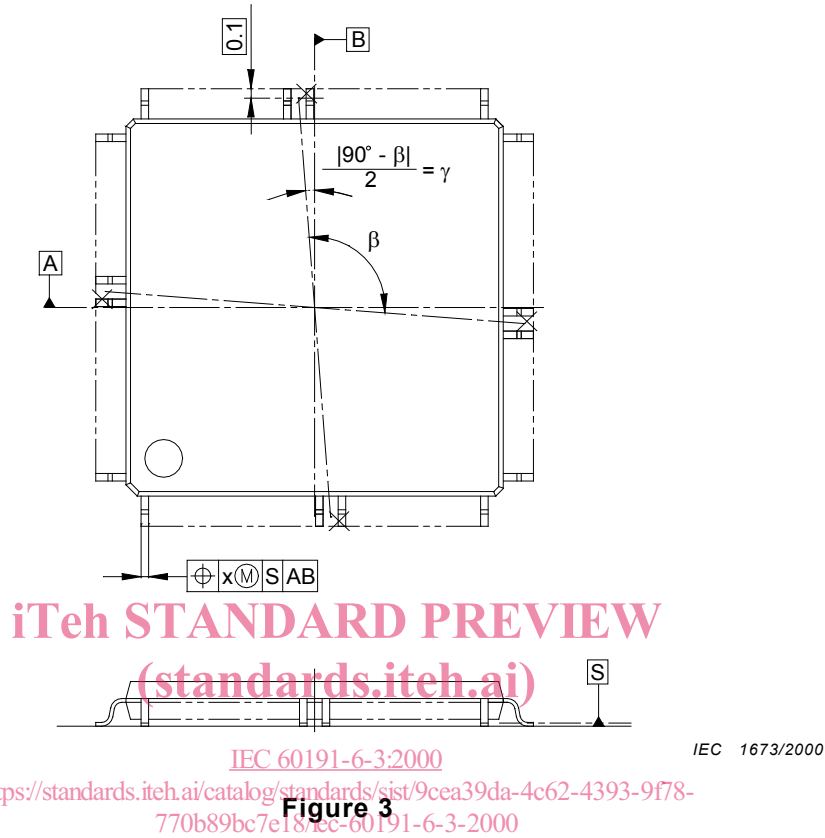 0.1
B
|90° - β|
2
= γ
β
A
x Ⓜ S AB
iTeh STANDARD PREVIEW
(standards.iteh.ai)
S
IEC 60191-6-3:2000
IEC 1673/2000
ps://standards.iteh.ai/catalog/standards/sist/9cea39da-4c62-4393-9f78-
Figure 3
770b89bc7e18/iec-60191-6-3-2000